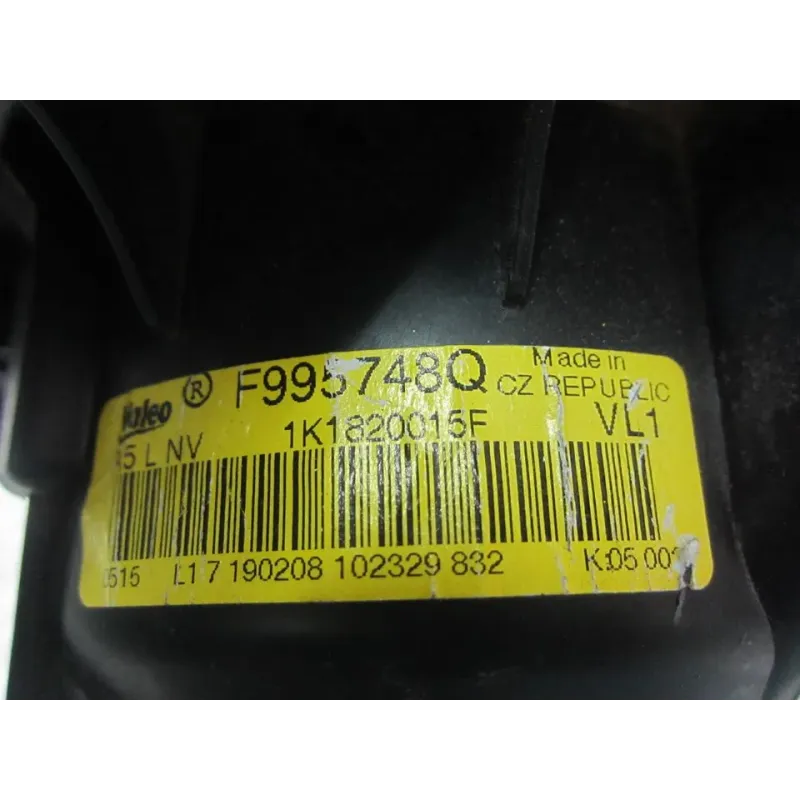 Valeo ® F995748Q Made in
CZ REPUBLIC
1K1820015F VL1
5 L NV
0515 L1 7 190208 102329 832 K:05 00